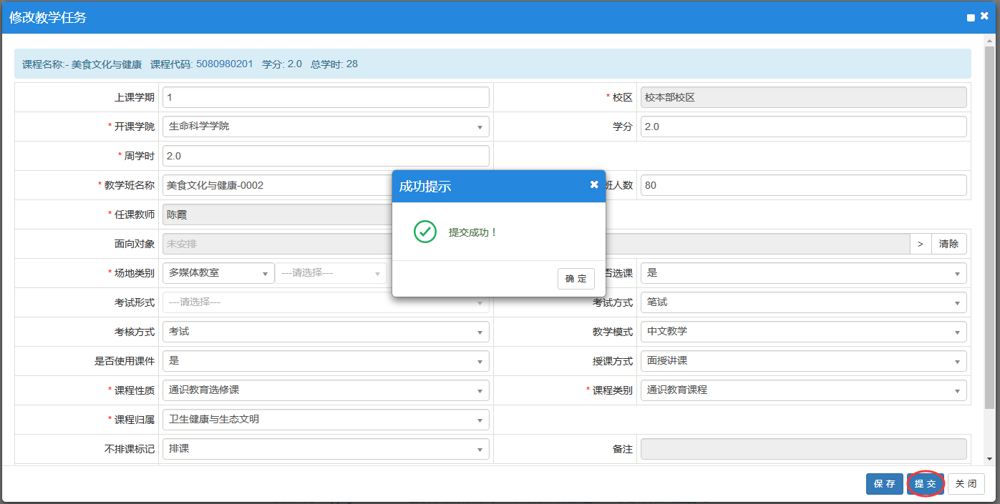 修改教学任务
课程名称:- 美食文化与健康 课程代码: 5080980201 学分: 2.0 总学时: 28
上课学期 1 * 校区 校本部校区
* 开课学院 生命科学学院 学分 2.0
* 周学时 2.0
* 教学班名称 美食文化与健康-0002 班人数 80
* 任课教师 陈霞
面向对象 未安排 > 清除
* 场地类别 多媒体教室 ---请选择--- 否选课 是
考试形式 ---请选择--- 考试方式 笔试
考核方式 考试 教学模式 中文教学
是否使用课件 是 授课方式 面授讲课
* 课程性质 通识教育选修课 * 课程类别 通识教育课程
* 课程归属 卫生健康与生态文明
不排课标记 排课 备注
成功提示
提交成功！
确 定
保 存 提 交 关 闭